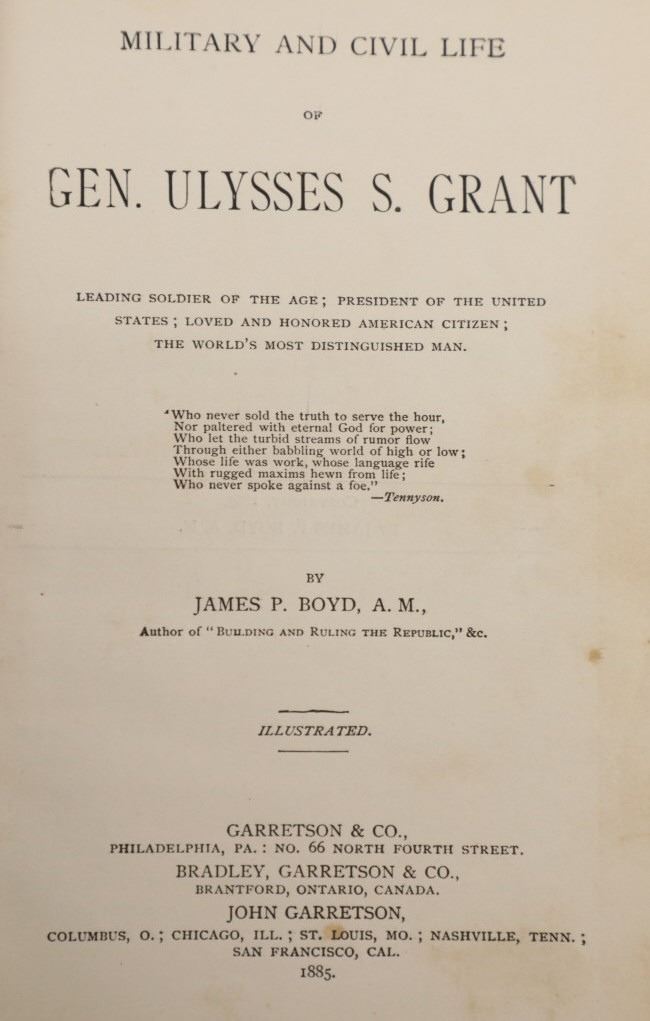 MILITARY AND CIVIL LIFE
OF
GEN. ULYSSES S. GRANT
LEADING SOLDIER OF THE AGE; PRESIDENT OF THE UNITED
STATES; LOVED AND HONORED AMERICAN CITIZEN;
THE WORLD'S MOST DISTINGUISHED MAN.
"Who never sold the truth to serve the hour,
Nor paltered with eternal God for power;
Who let the turbid streams of rumor flow
Through either babbling world of high or low;
Whose life was work, whose language rife
With rugged maxims hewn from life;
Who never spoke against a foe."
—Tennyson.
BY
JAMES P. BOYD, A. M.,
Author of "BUILDING AND RULING THE REPUBLIC," &c.
ILLUSTRATED.
GARRETSON & CO.,
PHILADELPHIA, PA.: NO. 66 NORTH FOURTH STREET.
BRADLEY, GARRETSON & CO.,
BRANTFORD, ONTARIO, CANADA.
JOHN GARRETSON,
COLUMBUS, O.; CHICAGO, ILL.; ST. LOUIS, MO.; NASHVILLE, TENN.;
SAN FRANCISCO, CAL.
1885.